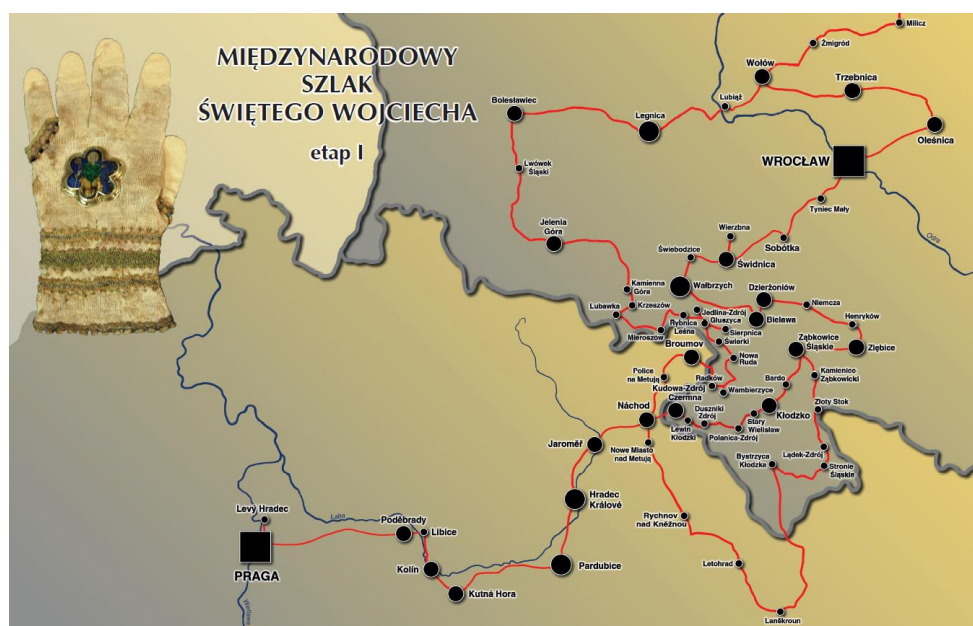 MIĘDZYNARODOWY
SZLAK
ŚWIĘTEGO WOJCIECHA
etap I
Milicz
Żmigród
Wołów
Trzebnica
Lubiąż
Bolesławiec
Legnica
Oleśnica
WROCŁAW
Lwówek
Śląski
Tyniec Mały
Odra
Jelenia
Góra
Wierzbna
Sobótka
Świebodzice
Świdnica
Kamienna
Góra
Wałbrzych
Dzierżoniów
Krzeszów
Niemcza
Lubawka
Jedlina-Zdrój
Głuszyca
Bielawa
Henryków
Rybnica
Leśna
Sierpnica
Mieroszów
Świerki
Ząbkowice
Śląskie
Ziębice
Broumov
Nowa
Ruda
Police
na Metują
Radków
Bardo
Kamieniec
Ząbkowicki
Kudowa-Zdrój
Czermna
Wambierzyce
Złoty Stok
Náchod
Duszniki
Zdrój
Kłodzko
Stary
Wielisław
Lewin
Kłodzki
Polanica-Zdrój
Jaroměř
Nowe Miasto
nad Metują
Bystrzyca
Kłodzka
Lądek-Zdrój
Stronie
Śląskie
Hradec
Králové
Levý Hradec
Łaba
Poděbrady
Libice
Rychnov
nad Kněžnou
PRAGA
Kolín
Pardubice
Letohrad
Kutná Hora
Wełtawa
Lanškroun